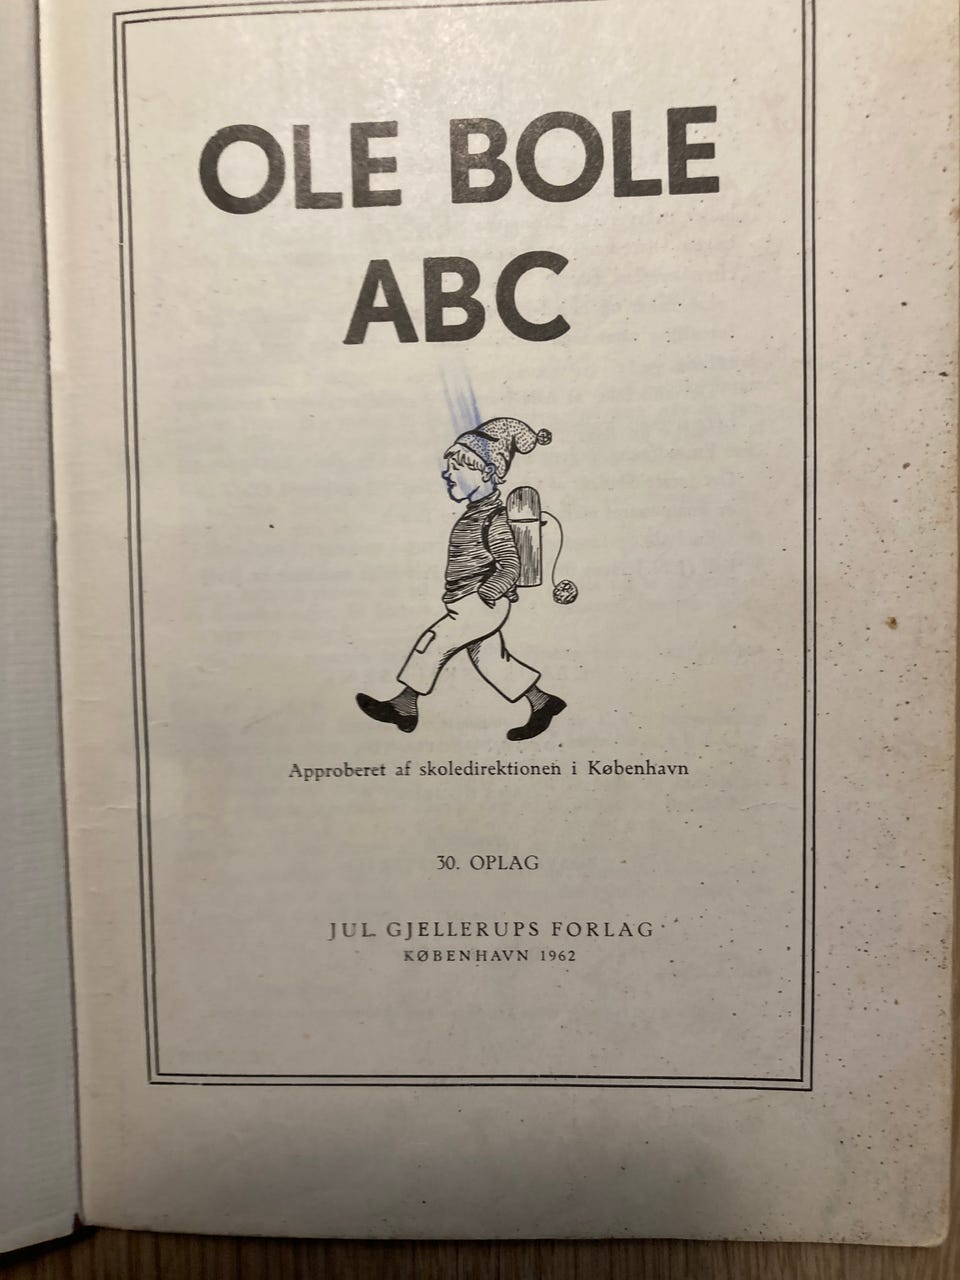 OLE BOLE
ABC
Approberet af skoledirektionen i København
30. OPLAG
JUL. GJELLERUPS FORLAG
KØBENHAVN 1962